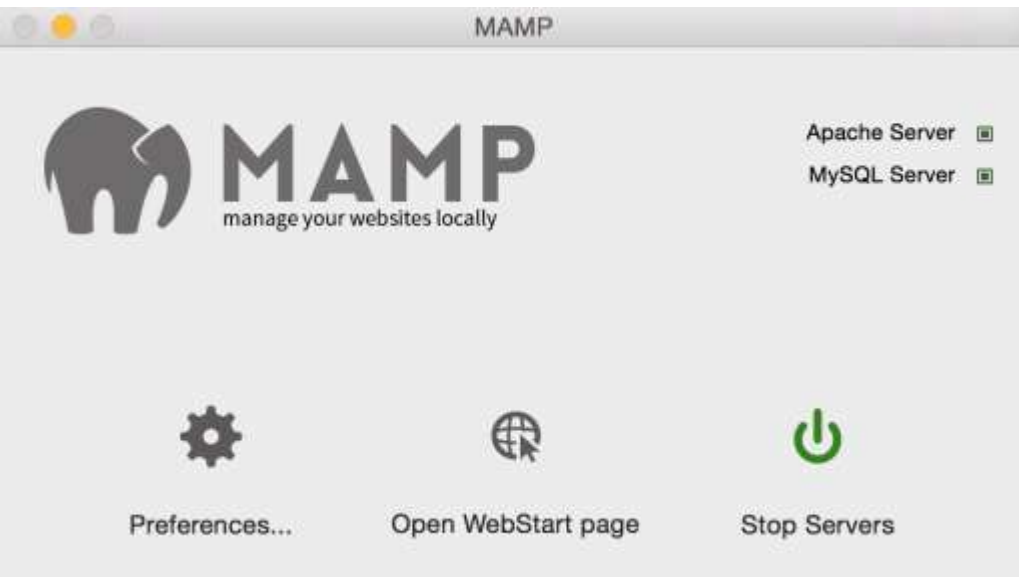 MAMP
MAMP
manage your websites locally
Apache Server
MySQL Server
Preferences...
Open WebStart page
Stop Servers